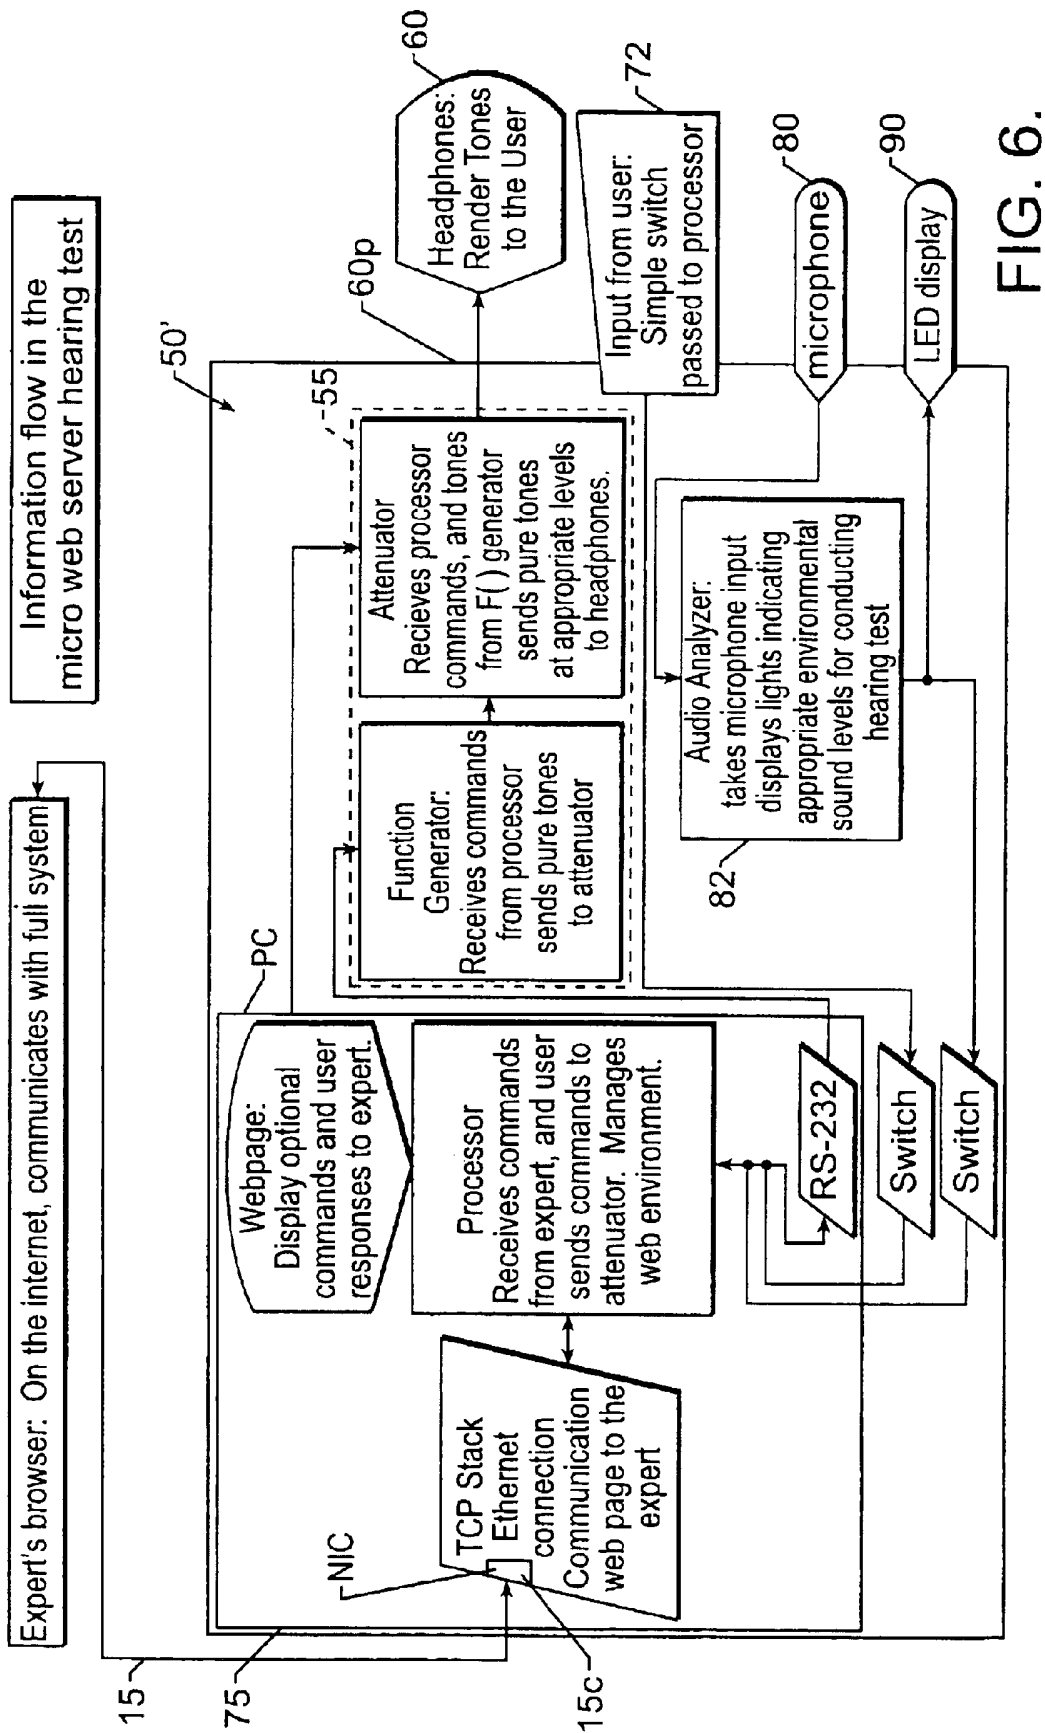 Information flow in the
micro web server hearing test
Expert's browser: On the internet, communicates with full system
15
75
NIC
15c
TCP Stack
Ethernet
connection
Communication
web page to the
expert
Webpage:
Display optional
commands and user
responses to expert.
PC
Processor
Receives commands
from expert, and user
sends commands to
attenuator. Manages
web environment.
RS-232
Switch
Switch
50'
55
Function
Generator:
Receives commands
from processor
sends pure tones
to attenuator
Attenuator
Recieves processor
commands, and tones
from F( ) generator
sends pure tones
at appropriate levels
to headphones.
60p
Headphones:
Render Tones
to the User
60
Input from user:
Simple switch
passed to processor
72
Audio Analyzer:
takes microphone input
displays lights indicating
appropriate environmental
sound levels for conducting
hearing test
82
microphone
80
LED display
90
FIG. 6.